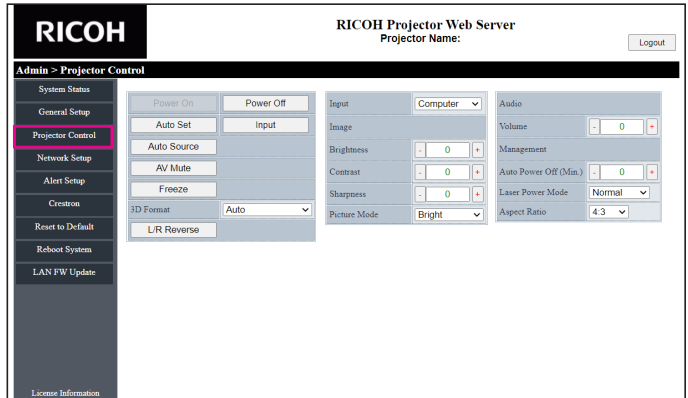 RICOH
RICOH Projector Web Server
Projector Name:
Logout
Admin > Projector Control
System Status
General Setup
Projector Control
Network Setup
Alert Setup
Crestron
Reset to Default
Reboot System
LAN FW Update
License Information
Power On
Power Off
Auto Set
Input
Auto Source
AV Mute
Freeze
3D Format
Auto
L/R Reverse
Input
Computer
Image
Brightness
- 0 +
Contrast
- 0 +
Sharpness
- 0 +
Picture Mode
Bright
Audio
Volume
- 0 +
Management
Auto Power Off (Min.)
- 0 +
Laser Power Mode
Normal
Aspect Ratio
4:3